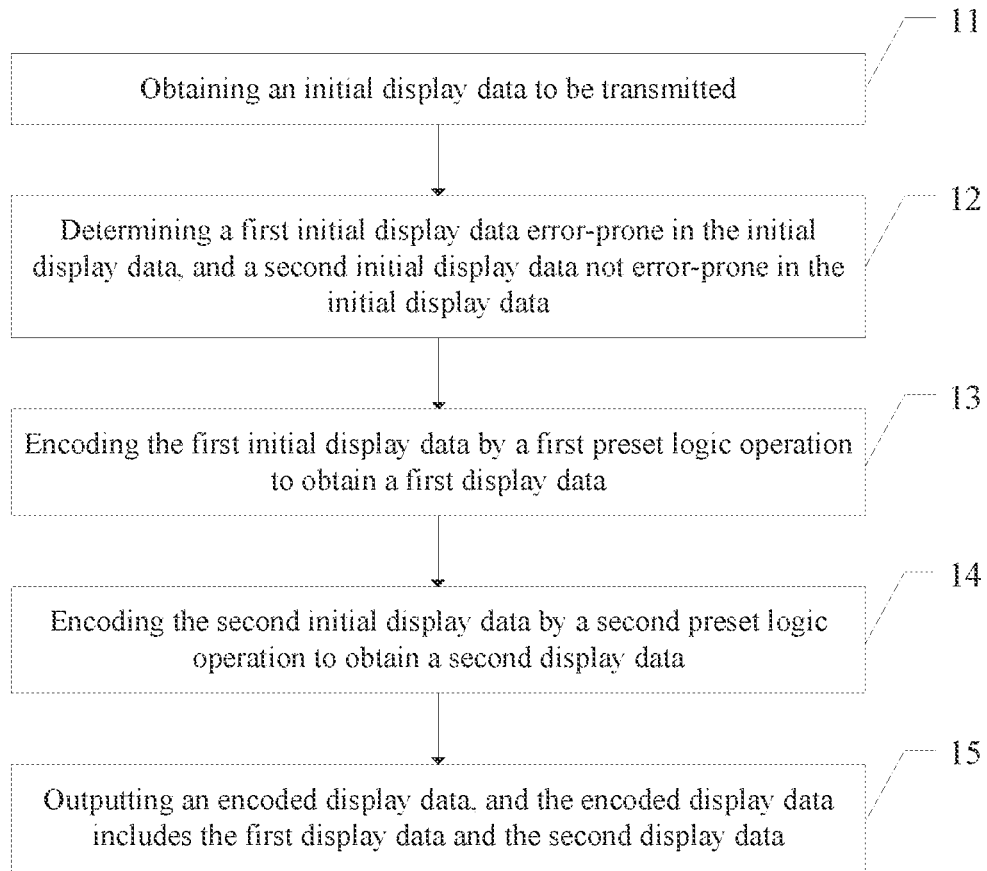 11
Obtaining an initial display data to be transmitted
12
Determining a first initial display data error-prone in the initial
display data, and a second initial display data not error-prone in the
initial display data
13
Encoding the first initial display data by a first preset logic operation
to obtain a first display data
14
Encoding the second initial display data by a second preset logic
operation to obtain a second display data
15
Outputting an encoded display data, and the encoded display data
includes the first display data and the second display data